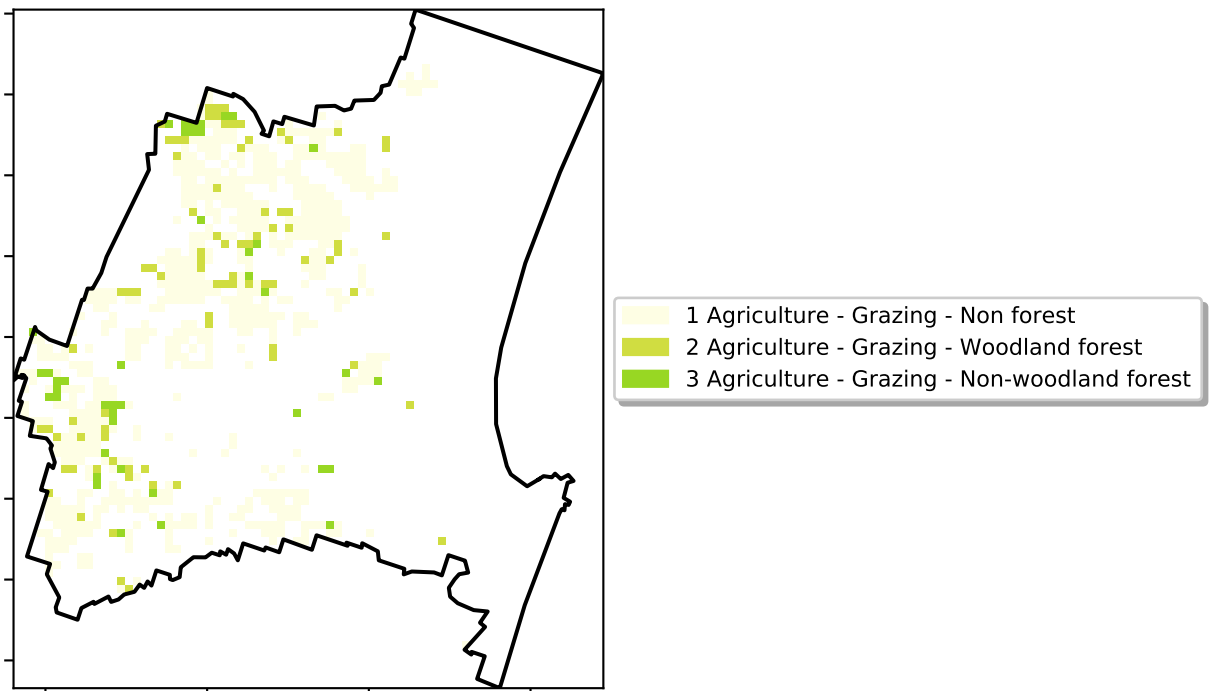 1 Agriculture - Grazing - Non forest
2 Agriculture - Grazing - Woodland forest
3 Agriculture - Grazing - Non-woodland forest